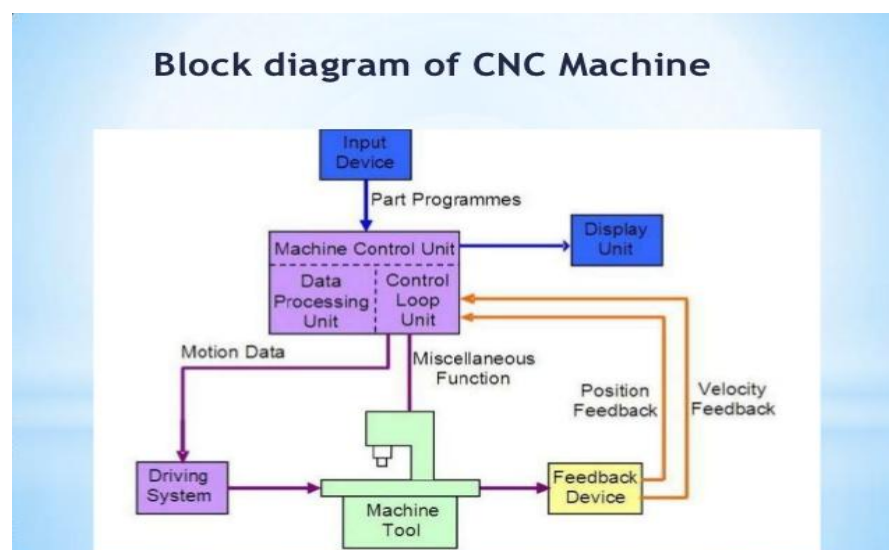 Block diagram of CNC Machine
Input
Device
Part Programmes
Machine Control Unit
Display
Unit
Data
Processing
Unit
Control
Loop
Unit
Motion Data
Miscellaneous
Function
Position
Feedback
Velocity
Feedback
Driving
System
Machine
Tool
Feedback
Device